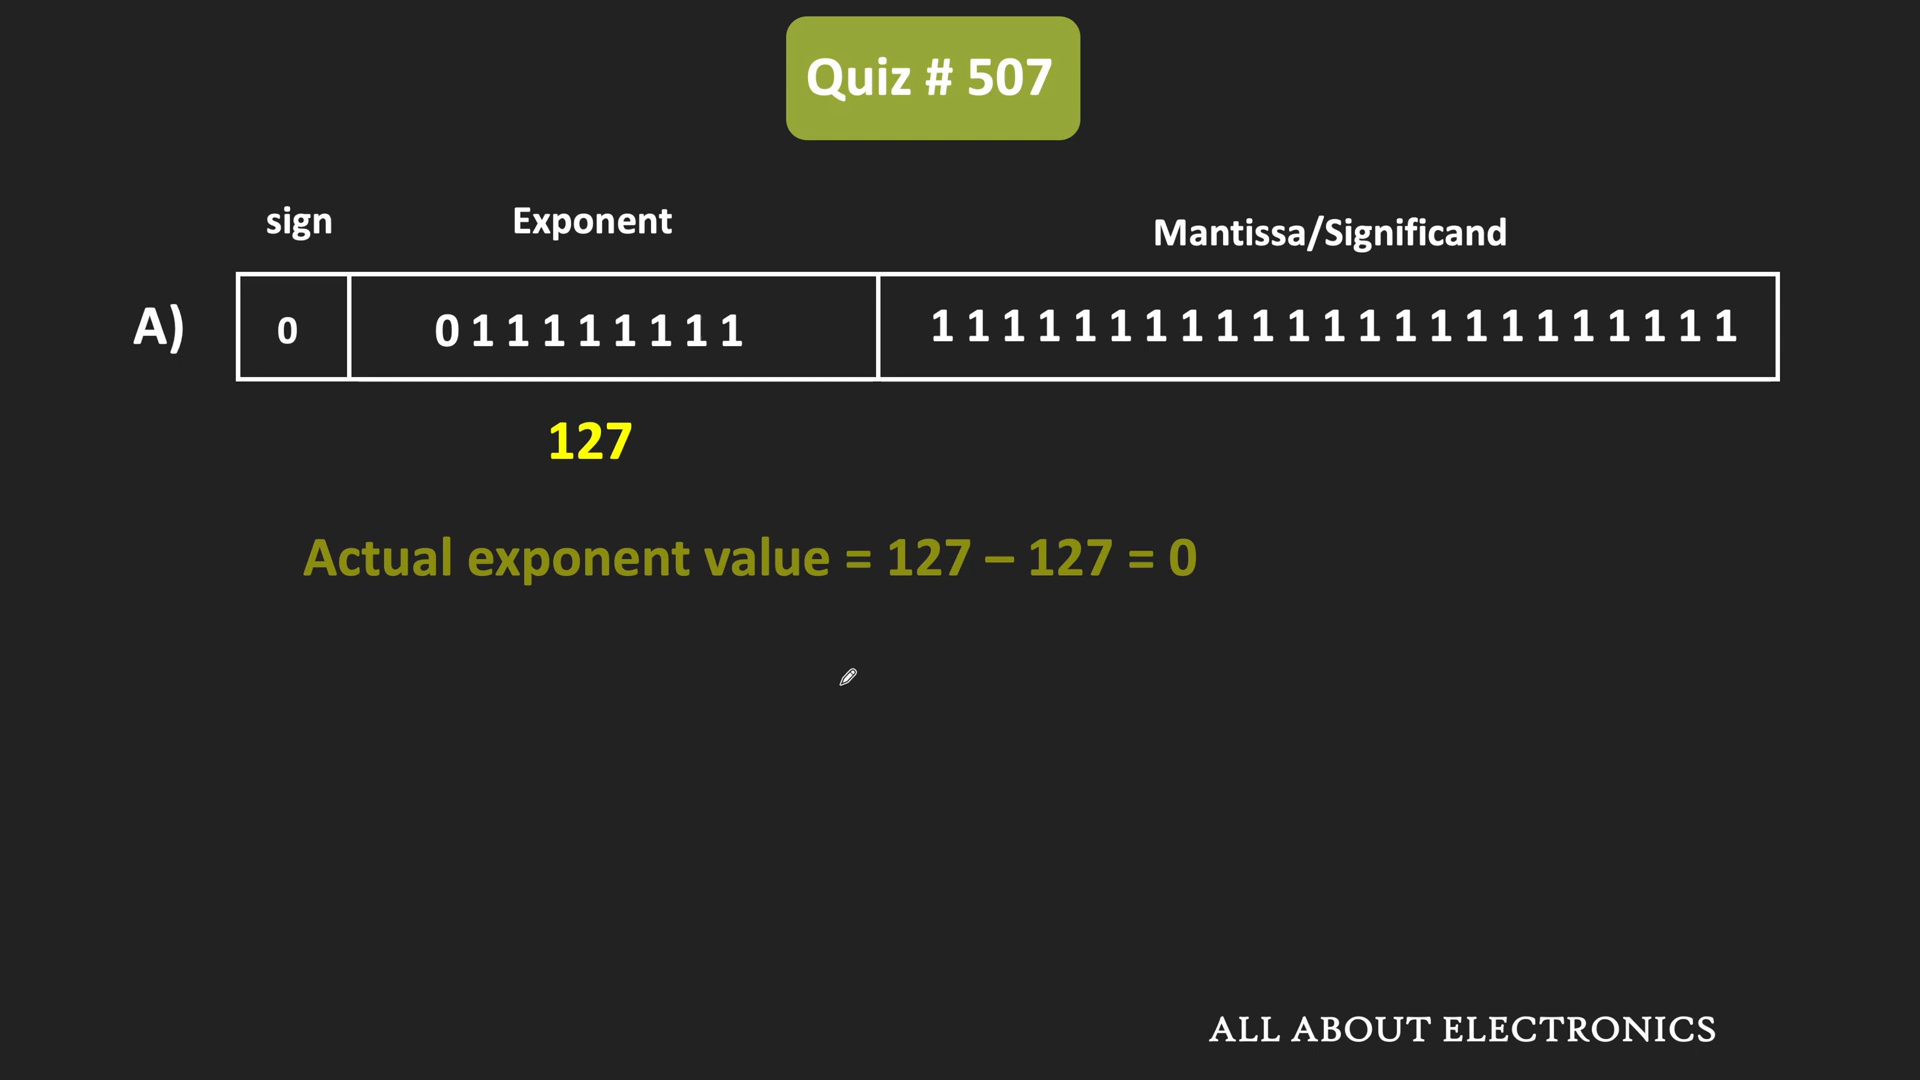 Quiz # 507
sign Exponent Mantissa/Significand
A) 0 0 1 1 1 1 1 1 1 1 1 1 1 1 1 1 1 1 1 1 1 1 1 1 1 1 1 1 1 1 1 1 1
127
Actual exponent value = 127 – 127 = 0
ALL ABOUT ELECTRONICS